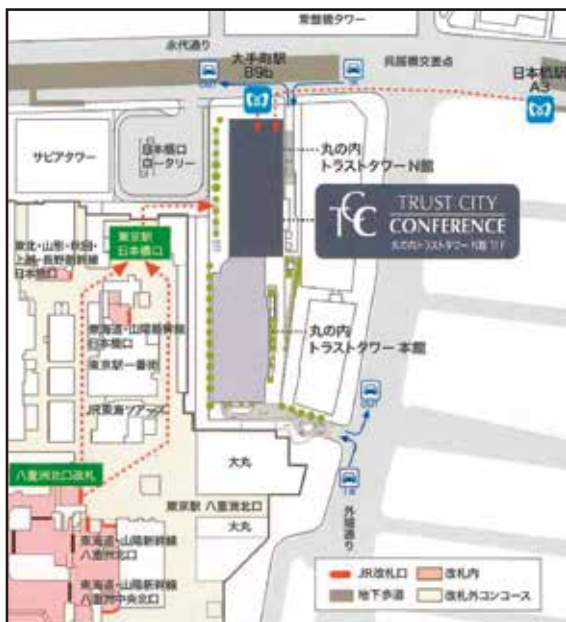 常盤橋タワー
永代通り
大手町駅
B9b
呉服橋交差点
日本橋駅
A3
OUT
IN
サピアタワー
日本橋口
ロータリー
丸の内
トラストタワー N館
TCC
TRUST CITY
CONFERENCE
丸の内トラストタワー N館 11F
東京駅
日本橋口
東北・山形・秋田・
上越・長野新幹線
日本橋口
東海道・山陽新幹線
日本橋口
東京駅一番街
JR東海ツアーズ
丸の内
トラストタワー 本館
OUT
IN
外堀通り
八重洲北口改札
大丸
東京駅 八重洲北口
大丸
東海道・山陽新幹線
八重洲北口
東海道・山陽新幹線
八重洲中央北口
JR改札口
改札内
地下歩道
改札外コンコース